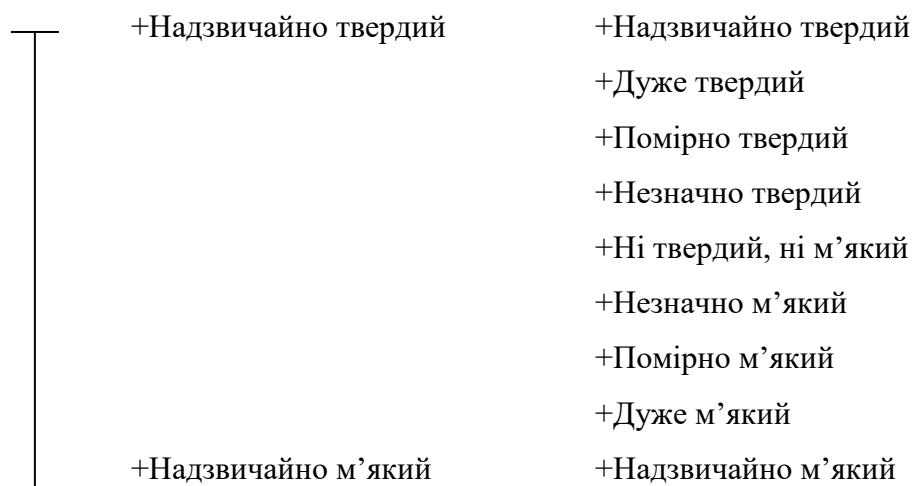 +Надзвичайно твердий +Надзвичайно твердий
+Дуже твердий
+Помірно твердий
+Незначно твердий
+Ні твердий, ні м’який
+Незначно м’який
+Помірно м’який
+Дуже м’який
+Надзвичайно м’який +Надзвичайно м’який